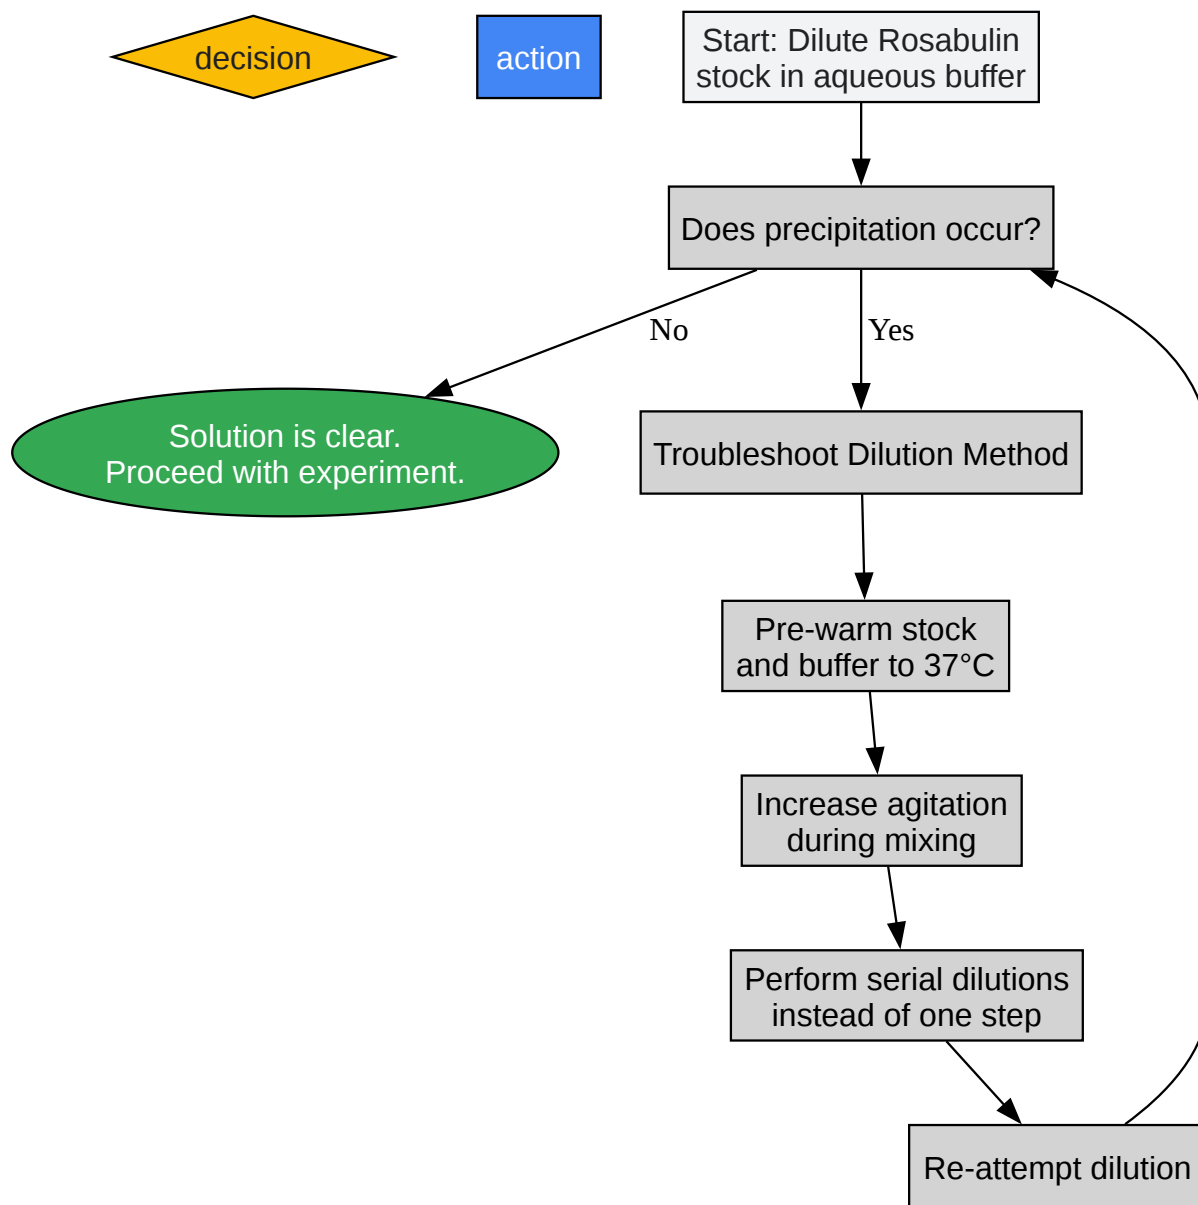 decision
action
Start: Dilute Rosabulin
stock in aqueous buffer
Does precipitation occur?
No
Yes
Solution is clear.
Proceed with experiment.
Troubleshoot Dilution Method
Pre-warm stock
and buffer to 37°C
Increase agitation
during mixing
Perform serial dilutions
instead of one step
Re-attempt dilution